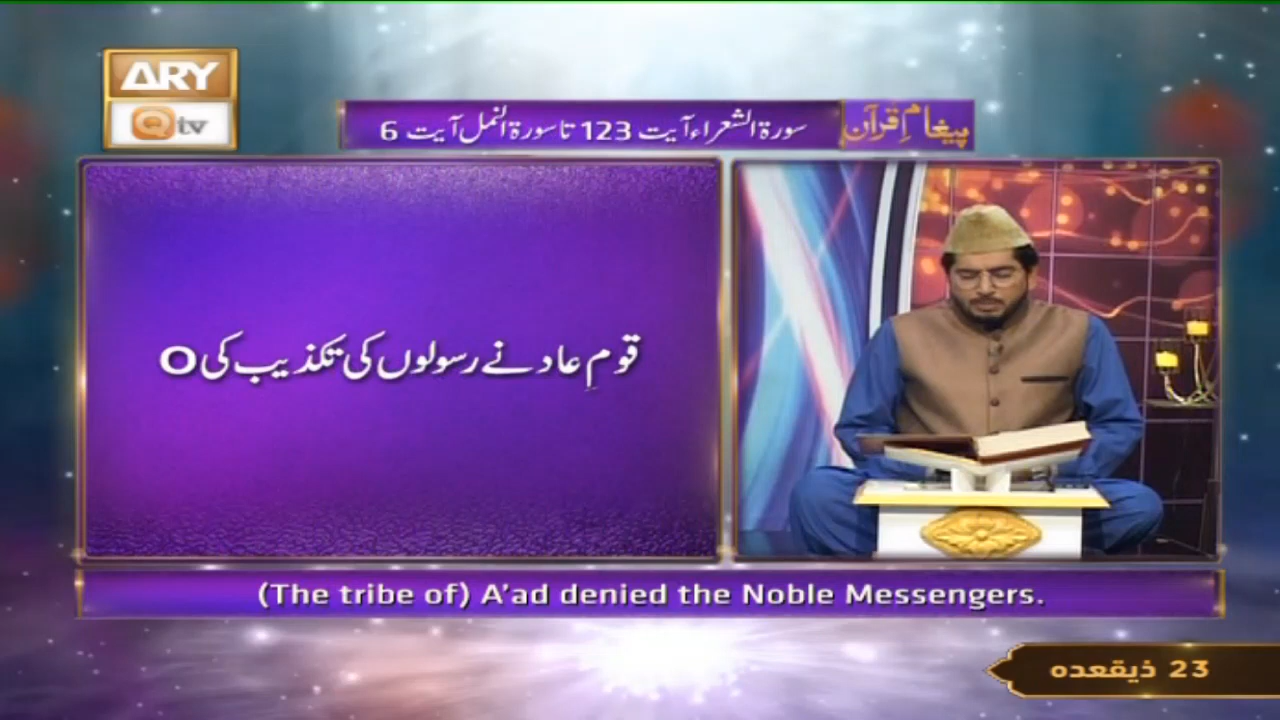 ARY
Qtv
پیغامِ قرآن
سورۃ الشعراء آیت 123 تا سورۃ النمل آیت 6
قومِ عاد نے رسولوں کی تکذیب کی O
(The tribe of) A'ad denied the Noble Messengers.
23 ذیقعدہ